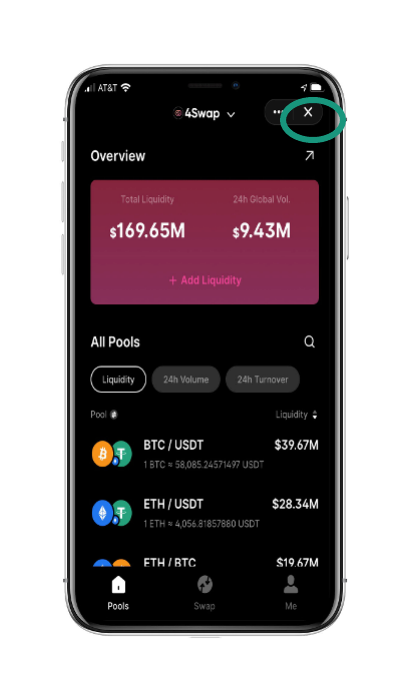 AT&T
4Swap
Overview
Total Liquidity 24h Global Vol.
$169.65M $9.43M
+ Add Liquidity
All Pools
Liquidity 24h Volume 24h Turnover
Pool Liquidity
BTC / USDT $39.67M
1 BTC ≈ 58,085.24571497 USDT
ETH / USDT $28.34M
1 ETH ≈ 4,056.81857880 USDT
ETH / BTC $19.67M
Pools Swap Me